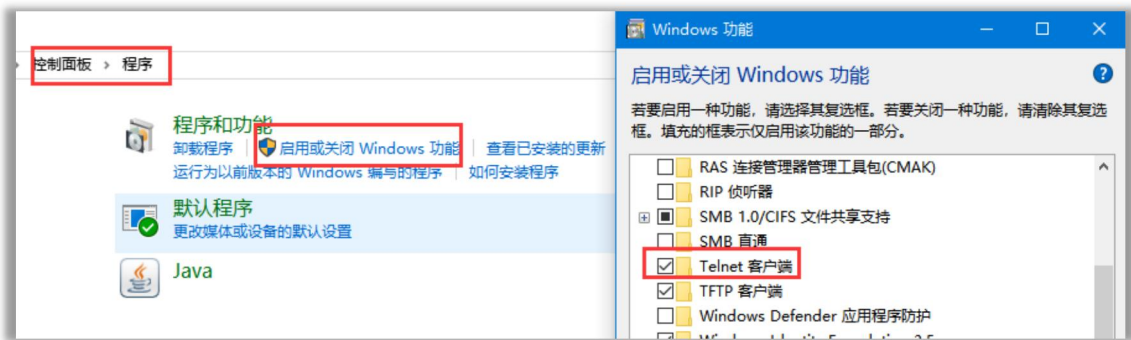 控制面板 > 程序
程序和功能
卸载程序 启用或关闭 Windows 功能 查看已安装的更新
运行为以前版本的 Windows 编写的程序 如何安装程序
默认程序
更改媒体或设备的默认设置
Java
Windows 功能
启用或关闭 Windows 功能
若要启用一种功能，请选择其复选框。若要关闭一种功能，请清除其复选
框。填充的框表示仅启用该功能的一部分。
RAS 连接管理器管理工具包(CMAK)
RIP 侦听器
SMB 1.0/CIFS 文件共享支持
SMB 直通
Telnet 客户端
TFTP 客户端
Windows Defender 应用程序防护